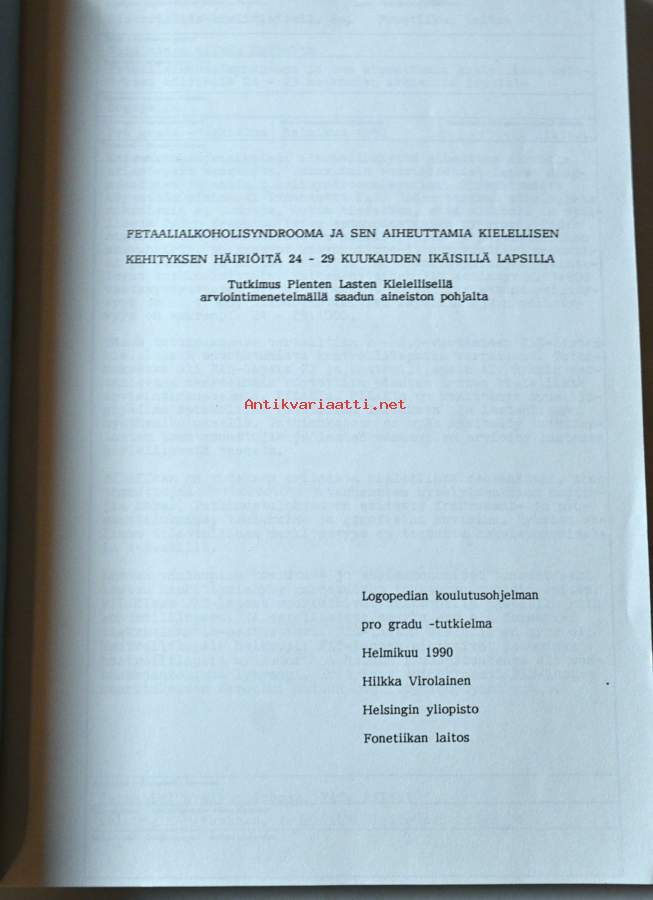 FETAALIALKOHOLISYNDROOMA JA SEN AIHEUTTAMIA KIELELLISEN
KEHITYKSEN HÄIRIÖITÄ 24 - 29 KUUKAUDEN IKÄISILLÄ LAPSILLA
Tutkimus Pienten Lasten Kielellisellä
arviointimenetelmällä saadun aineiston pohjalta
Antikvariaatti.net
Logopedian koulutusohjelman
pro gradu -tutkielma
Helmikuu 1990
Hilkka Virolainen
Helsingin yliopisto
Fonetiikan laitos